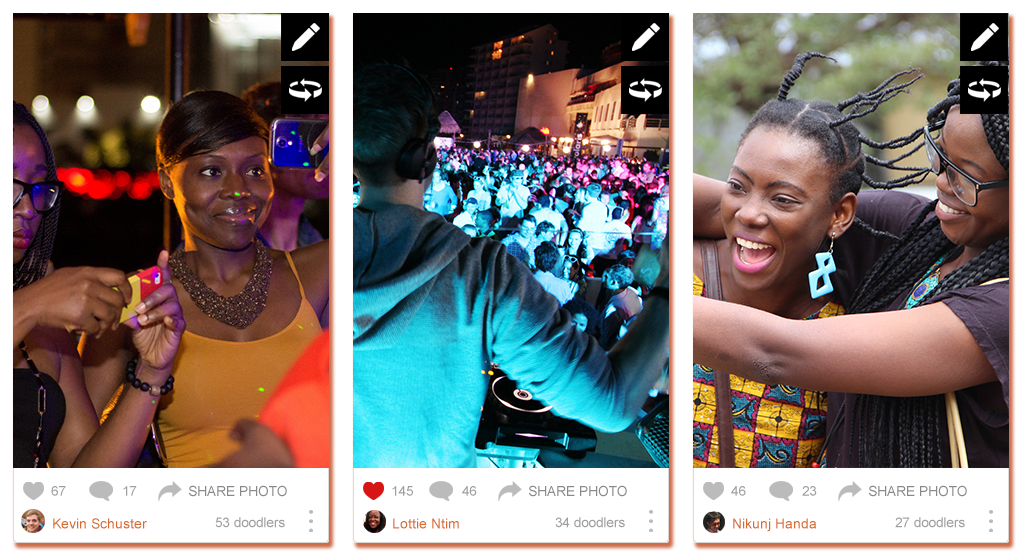 67 17 SHARE PHOTO
Kevin Schuster 53 doodlers
145 46 SHARE PHOTO
Lottie Ntim 34 doodlers
46 23 SHARE PHOTO
Nikunj Handa 27 doodlers